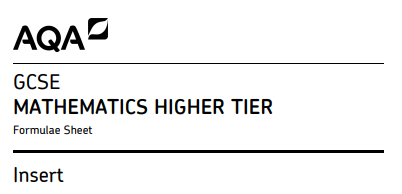 AQA
GCSE
MATHEMATICS HIGHER TIER
Formulae Sheet
Insert